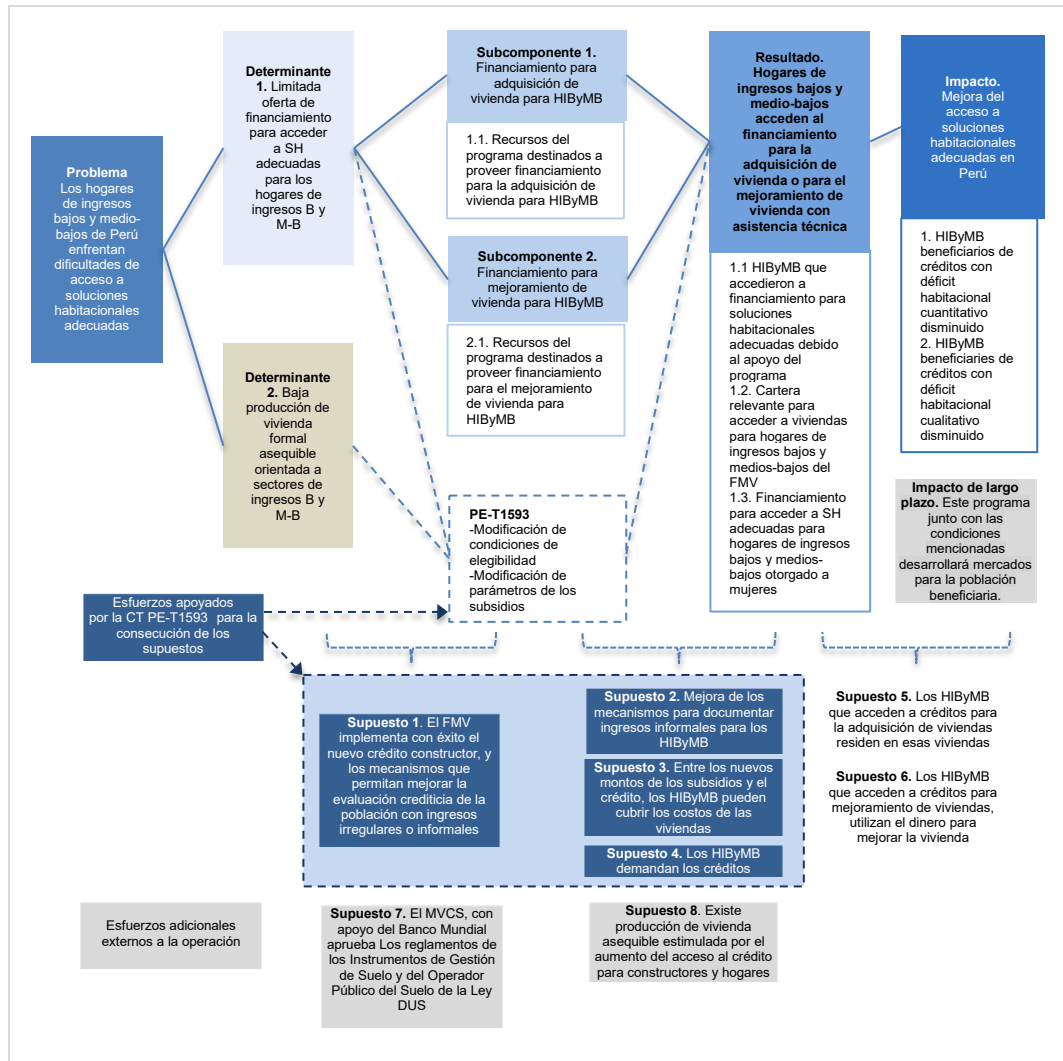 Problema
Los hogares
de ingresos
bajos y medio-
bajos de Perú
enfrentan
dificultades de
acceso a
soluciones
habitacionales
adecuadas
Determinante
1. Limitada
oferta de
financiamiento
para acceder
a SH
adecuadas
para los
hogares de
ingresos B y
M-B
Determinante
2. Baja
producción de
vivienda
formal
asequible
orientada a
sectores de
ingresos B y
M-B
Subcomponente 1.
Financiamiento para
adquisición de
vivienda para HIByMB
1.1. Recursos del
programa destinados a
proveer financiamiento
para la adquisición de
vivienda para HIByMB
Subcomponente 2.
Financiamiento para
mejoramiento de
vivienda para HIByMB
2.1. Recursos del
programa destinados a
proveer financiamiento
para el mejoramiento
de vivienda para
HIByMB
PE-T1593
-Modificación de
condiciones de
elegibilidad
-Modificación de
parámetros de los
subsidios
Resultado.
Hogares de
ingresos bajos y
medio-bajos
acceden al
financiamiento
para la
adquisición de
vivienda o para el
mejoramiento de
vivienda con
asistencia técnica
1.1 HIByMB que
accedieron a
financiamiento para
soluciones
habitacionales
adecuadas debido
al apoyo del
programa
1.2. Cartera
relevante para
acceder a viviendas
para hogares de
ingresos bajos y
medios-bajos del
FMV
1.3. Financiamiento
para acceder a SH
adecuadas para
hogares de ingresos
bajos y medios-
bajos otorgado a
mujeres
Impacto.
Mejora del
acceso a
soluciones
habitacionales
adecuadas en
Perú
1. HIByMB
beneficiarios de
créditos con
déficit
habitacional
cuantitativo
disminuido
2. HIByMB
beneficiaries de
créditos con
déficit
habitacional
cualitativo
disminuido
Impacto de largo
plazo. Este programa
junto con las
condiciones
mencionadas
desarrollará mercados
para la población
beneficiaria.
Esfuerzos apoyados
por la CT PE-T1593 para la
consecución de los
supuestos
Supuesto 1. El FMV
implementa con éxito el
nuevo crédito constructor, y
los mecanismos que
permitan mejorar la
evaluación crediticia de la
población con ingresos
irregulares o informales
Supuesto 2. Mejora de los
mecanismos para documentar
ingresos informales para los
HIByMB
Supuesto 3. Entre los nuevos
montos de los subsidios y el
crédito, los HIByMB pueden
cubrir los costos de las
viviendas
Supuesto 4. Los HIByMB
demandan los créditos
Supuesto 5. Los HIByMB
que acceden a créditos para
la adquisición de viviendas
residen en esas viviendas
Supuesto 6. Los HIByMB
que acceden a créditos para
mejoramiento de viviendas,
utilizan el dinero para
mejorar la vivienda
Esfuerzos adicionales
externos a la operación
Supuesto 7. El MVCS, con
apoyo del Banco Mundial
aprueba Los reglamentos de
los Instrumentos de Gestión
de Suelo y del Operador
Público del Suelo de la Ley
DUS
Supuesto 8. Existe
producción de vivienda
asequible estimulada por el
aumento del acceso al crédito
para constructores y hogares